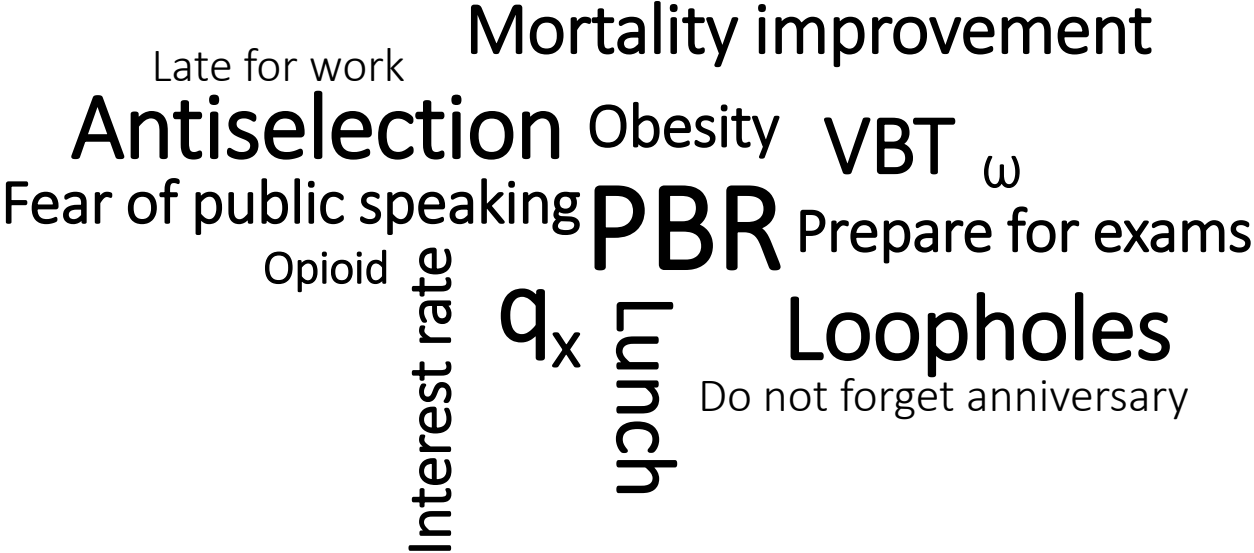 Mortality improvement
Late for work
Antiselection
Obesity
VBT
ω
Fear of public speaking
PBR
Prepare for exams
Opioid
Interest rate
qₓ
Lunch
Loopholes
Do not forget anniversary